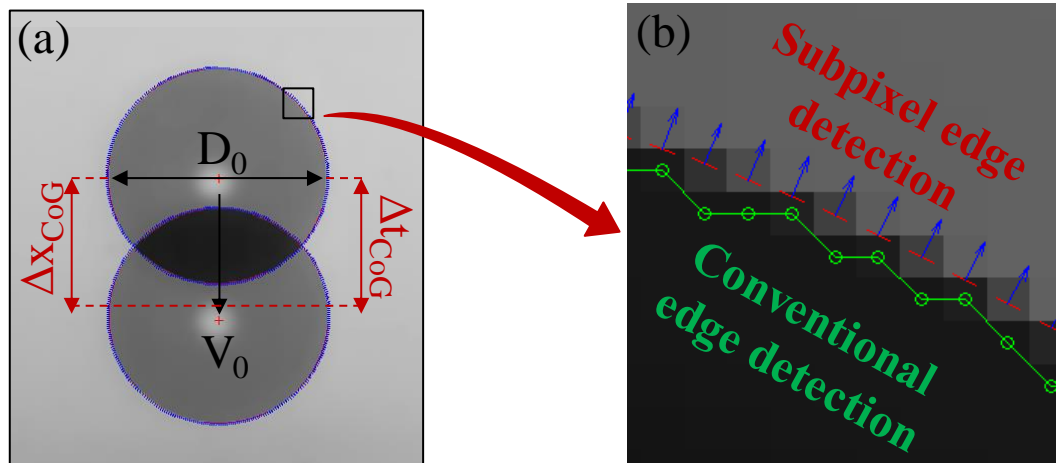 (a)
D0
ΔxCoG
ΔtCoG
V0
(b)
Subpixel edge
detection
Conventional
edge detection